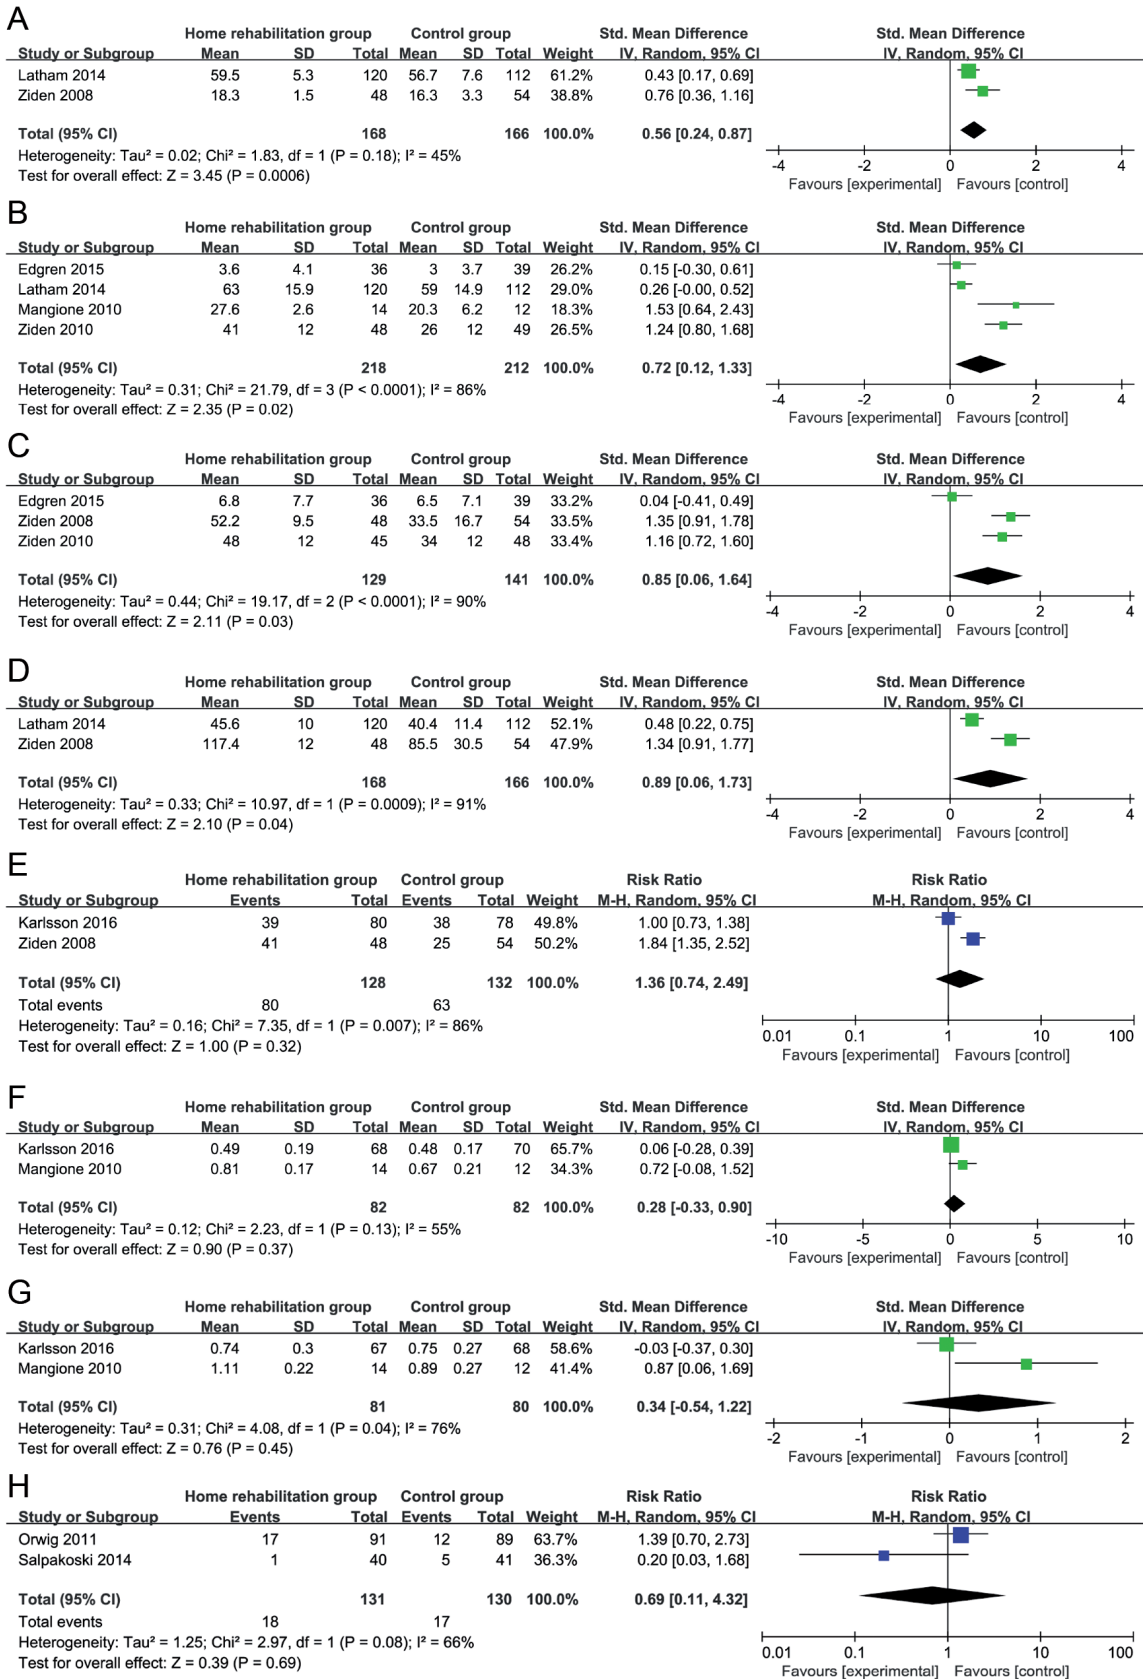 A
Home rehabilitation group Control group Std. Mean Difference Std. Mean Difference
Study or Subgroup Mean SD Total Mean SD Total Weight IV, Random, 95% CI IV, Random, 95% CI
Latham 2014 59.5 5.3 120 56.7 7.6 112 61.2% 0.43 [0.17, 0.69]
Ziden 2008 18.3 1.5 48 16.3 3.3 54 38.8% 0.76 [0.36, 1.16]
Total (95% CI) 168 166 100.0% 0.56 [0.24, 0.87]
Heterogeneity: Tau² = 0.02; Chi² = 1.83, df = 1 (P = 0.18); I² = 45%
Test for overall effect: Z = 3.45 (P = 0.0006)
-4 -2 0 2 4
Favours [experimental] Favours [control]
B
Home rehabilitation group Control group Std. Mean Difference Std. Mean Difference
Study or Subgroup Mean SD Total Mean SD Total Weight IV, Random, 95% CI IV, Random, 95% CI
Edgren 2015 3.6 4.1 36 3 3.7 39 26.2% 0.15 [-0.30, 0.61]
Latham 2014 63 15.9 120 59 14.9 112 29.0% 0.26 [-0.00, 0.52]
Mangione 2010 27.6 2.6 14 20.3 6.2 12 18.3% 1.53 [0.64, 2.43]
Ziden 2010 41 12 48 26 12 49 26.5% 1.24 [0.80, 1.68]
Total (95% CI) 218 212 100.0% 0.72 [0.12, 1.33]
Heterogeneity: Tau² = 0.31; Chi² = 21.79, df = 3 (P < 0.0001); I² = 86%
Test for overall effect: Z = 2.35 (P = 0.02)
-4 -2 0 2 4
Favours [experimental] Favours [control]
C
Home rehabilitation group Control group Std. Mean Difference Std. Mean Difference
Study or Subgroup Mean SD Total Mean SD Total Weight IV, Random, 95% CI IV, Random, 95% CI
Edgren 2015 6.8 7.7 36 6.5 7.1 39 33.2% 0.04 [-0.41, 0.49]
Ziden 2008 52.2 9.5 48 33.5 16.7 54 33.5% 1.35 [0.91, 1.78]
Ziden 2010 48 12 45 34 12 48 33.4% 1.16 [0.72, 1.60]
Total (95% CI) 129 141 100.0% 0.85 [0.06, 1.64]
Heterogeneity: Tau² = 0.44; Chi² = 19.17, df = 2 (P < 0.0001); I² = 90%
Test for overall effect: Z = 2.11 (P = 0.03)
-4 -2 0 2 4
Favours [experimental] Favours [control]
D
Home rehabilitation group Control group Std. Mean Difference Std. Mean Difference
Study or Subgroup Mean SD Total Mean SD Total Weight IV, Random, 95% CI IV, Random, 95% CI
Latham 2014 45.6 10 120 40.4 11.4 112 52.1% 0.48 [0.22, 0.75]
Ziden 2008 117.4 12 48 85.5 30.5 54 47.9% 1.34 [0.91, 1.77]
Total (95% CI) 168 166 100.0% 0.89 [0.06, 1.73]
Heterogeneity: Tau² = 0.33; Chi² = 10.97, df = 1 (P = 0.0009); I² = 91%
Test for overall effect: Z = 2.10 (P = 0.04)
-4 -2 0 2 4
Favours [experimental] Favours [control]
E
Home rehabilitation group Control group Risk Ratio Risk Ratio
Study or Subgroup Events Total Events Total Weight M-H, Random, 95% CI M-H, Random, 95% CI
Karlsson 2016 39 80 38 78 49.8% 1.00 [0.73, 1.38]
Ziden 2008 41 48 25 54 50.2% 1.84 [1.35, 2.52]
Total (95% CI) 128 132 100.0% 1.36 [0.74, 2.49]
Total events 80 63
Heterogeneity: Tau² = 0.16; Chi² = 7.35, df = 1 (P = 0.007); I² = 86%
Test for overall effect: Z = 1.00 (P = 0.32)
0.01 0.1 1 10 100
Favours [experimental] Favours [control]
F
Home rehabilitation group Control group Std. Mean Difference Std. Mean Difference
Study or Subgroup Mean SD Total Mean SD Total Weight IV, Random, 95% CI IV, Random, 95% CI
Karlsson 2016 0.49 0.19 68 0.48 0.17 70 65.7% 0.06 [-0.28, 0.39]
Mangione 2010 0.81 0.17 14 0.67 0.21 12 34.3% 0.72 [-0.08, 1.52]
Total (95% CI) 82 82 100.0% 0.28 [-0.33, 0.90]
Heterogeneity: Tau² = 0.12; Chi² = 2.23, df = 1 (P = 0.13); I² = 55%
Test for overall effect: Z = 0.90 (P = 0.37)
-10 -5 0 5 10
Favours [experimental] Favours [control]
G
Home rehabilitation group Control group Std. Mean Difference Std. Mean Difference
Study or Subgroup Mean SD Total Mean SD Total Weight IV, Random, 95% CI IV, Random, 95% CI
Karlsson 2016 0.74 0.3 67 0.75 0.27 68 58.6% -0.03 [-0.37, 0.30]
Mangione 2010 1.11 0.22 14 0.89 0.27 12 41.4% 0.87 [0.06, 1.69]
Total (95% CI) 81 80 100.0% 0.34 [-0.54, 1.22]
Heterogeneity: Tau² = 0.31; Chi² = 4.08, df = 1 (P = 0.04); I² = 76%
Test for overall effect: Z = 0.76 (P = 0.45)
-2 -1 0 1 2
Favours [experimental] Favours [control]
H
Home rehabilitation group Control group Risk Ratio Risk Ratio
Study or Subgroup Events Total Events Total Weight M-H, Random, 95% CI M-H, Random, 95% CI
Orwig 2011 17 91 12 89 63.7% 1.39 [0.70, 2.73]
Salpakoski 2014 1 40 5 41 36.3% 0.20 [0.03, 1.68]
Total (95% CI) 131 130 100.0% 0.69 [0.11, 4.32]
Total events 18 17
Heterogeneity: Tau² = 1.25; Chi² = 2.97, df = 1 (P = 0.08); I² = 66%
Test for overall effect: Z = 0.39 (P = 0.69)
0.01 0.1 1 10 100
Favours [experimental] Favours [control]